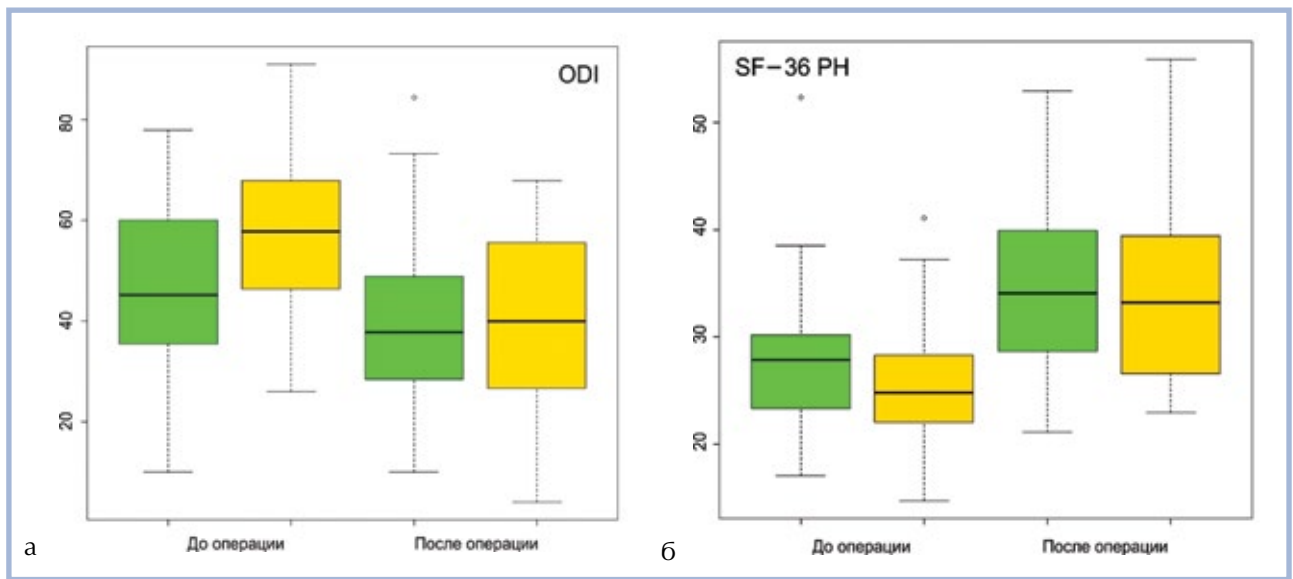 ODI
80
60
40
20
До операции
После операции
а
SF–36 PH
50
40
30
20
До операции
После операции
б